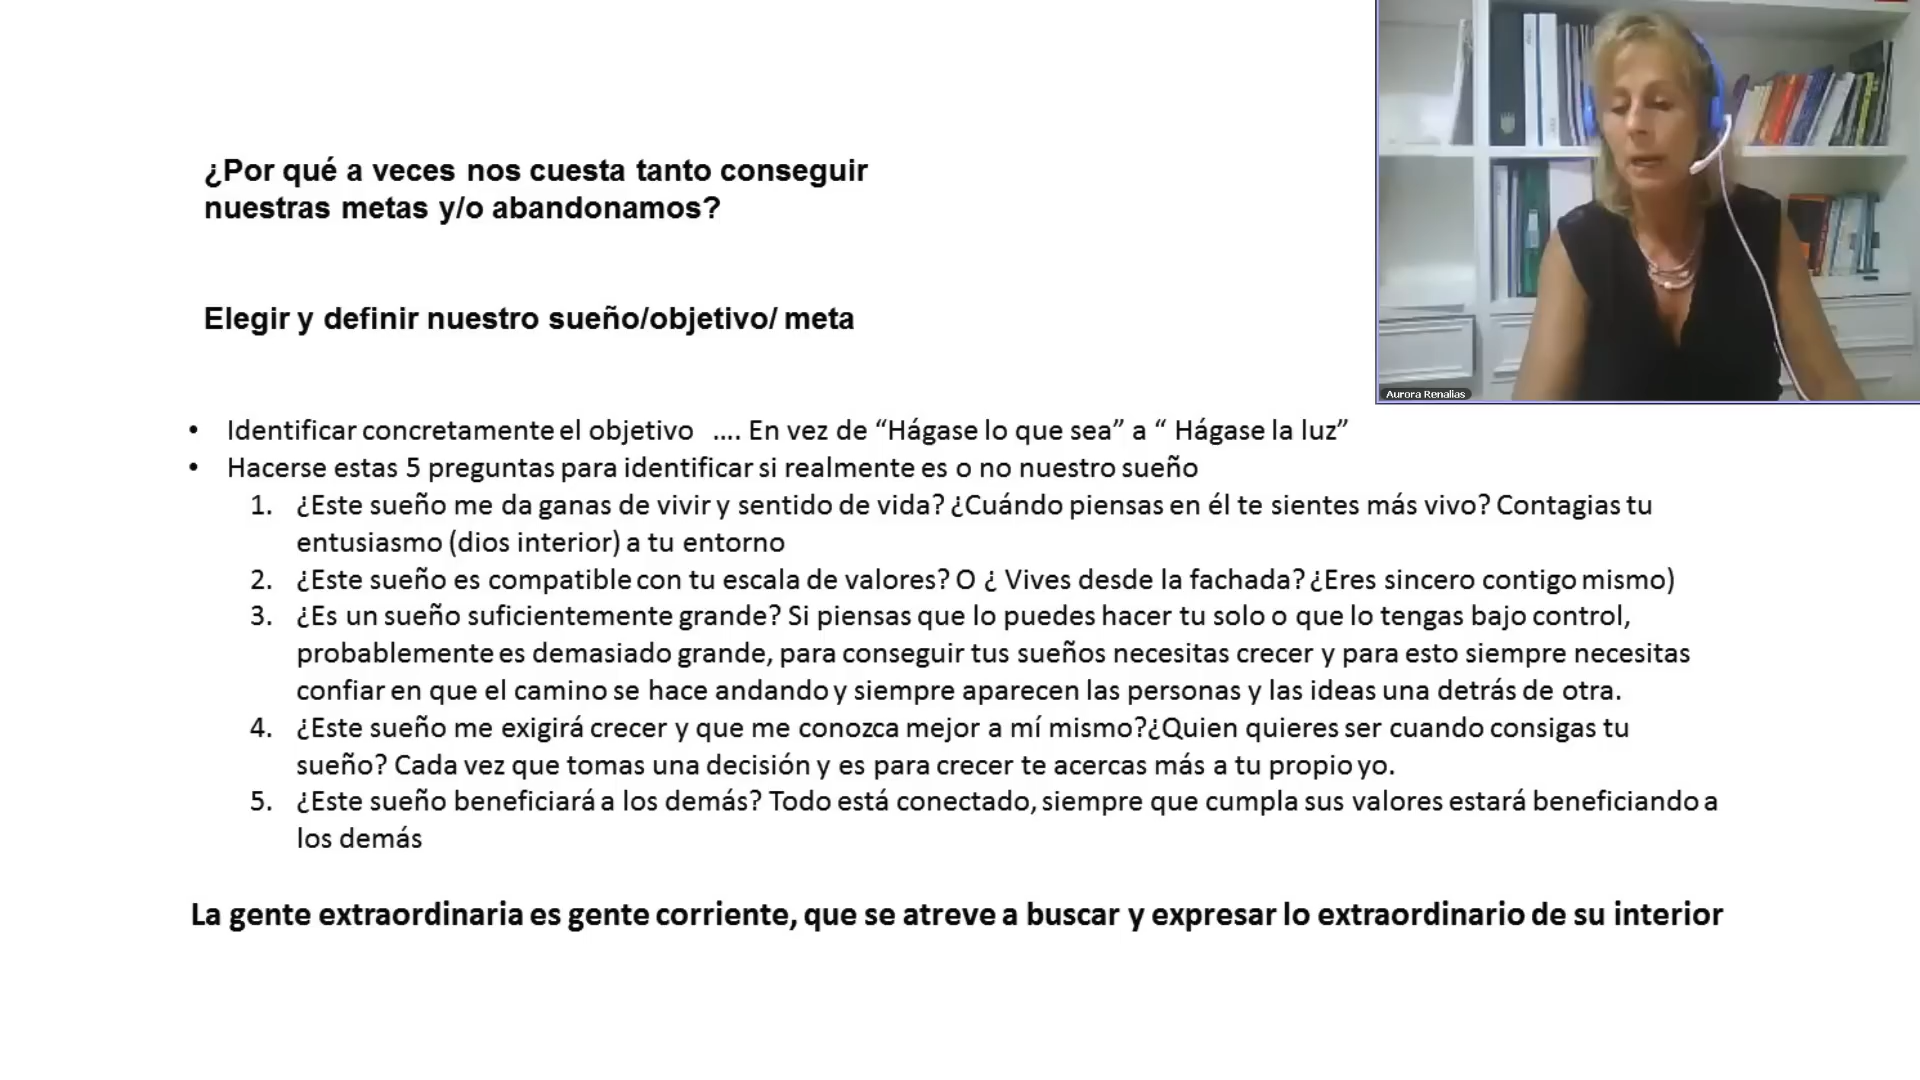 ¿Por qué a veces nos cuesta tanto conseguir
nuestras metas y/o abandonamos?
Elegir y definir nuestro sueño/objetivo/ meta
Aurora Renalias
• Identificar concretamente el objetivo .... En vez de “Hágase lo que sea” a “ Hágase la luz”
• Hacerse estas 5 preguntas para identificar si realmente es o no nuestro sueño
1. ¿Este sueño me da ganas de vivir y sentido de vida? ¿Cuándo piensas en él te sientes más vivo? Contagias tu
entusiasmo (dios interior) a tu entorno
2. ¿Este sueño es compatible con tu escala de valores? O ¿ Vives desde la fachada? ¿Eres sincero contigo mismo)
3. ¿Es un sueño suficientemente grande? Si piensas que lo puedes hacer tu solo o que lo tengas bajo control,
probablemente es demasiado grande, para conseguir tus sueños necesitas crecer y para esto siempre necesitas
confiar en que el camino se hace andando y siempre aparecen las personas y las ideas una detrás de otra.
4. ¿Este sueño me exigirá crecer y que me conozca mejor a mí mismo?¿Quien quieres ser cuando consigas tu
sueño? Cada vez que tomas una decisión y es para crecer te acercas más a tu propio yo.
5. ¿Este sueño beneficiará a los demás? Todo está conectado, siempre que cumpla sus valores estará beneficiando a
los demás
La gente extraordinaria es gente corriente, que se atreve a buscar y expresar lo extraordinario de su interior